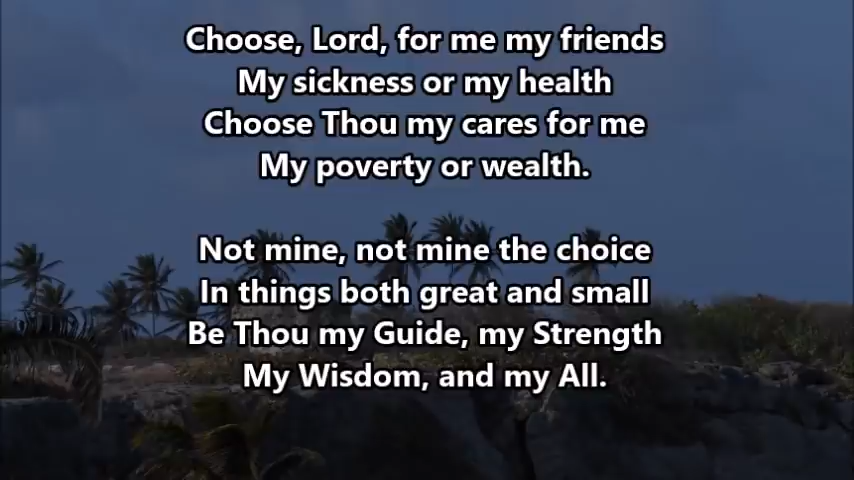 Choose, Lord, for me my friends
My sickness or my health
Choose Thou my cares for me
My poverty or wealth.
Not mine, not mine the choice
In things both great and small
Be Thou my Guide, my Strength
My Wisdom, and my All.